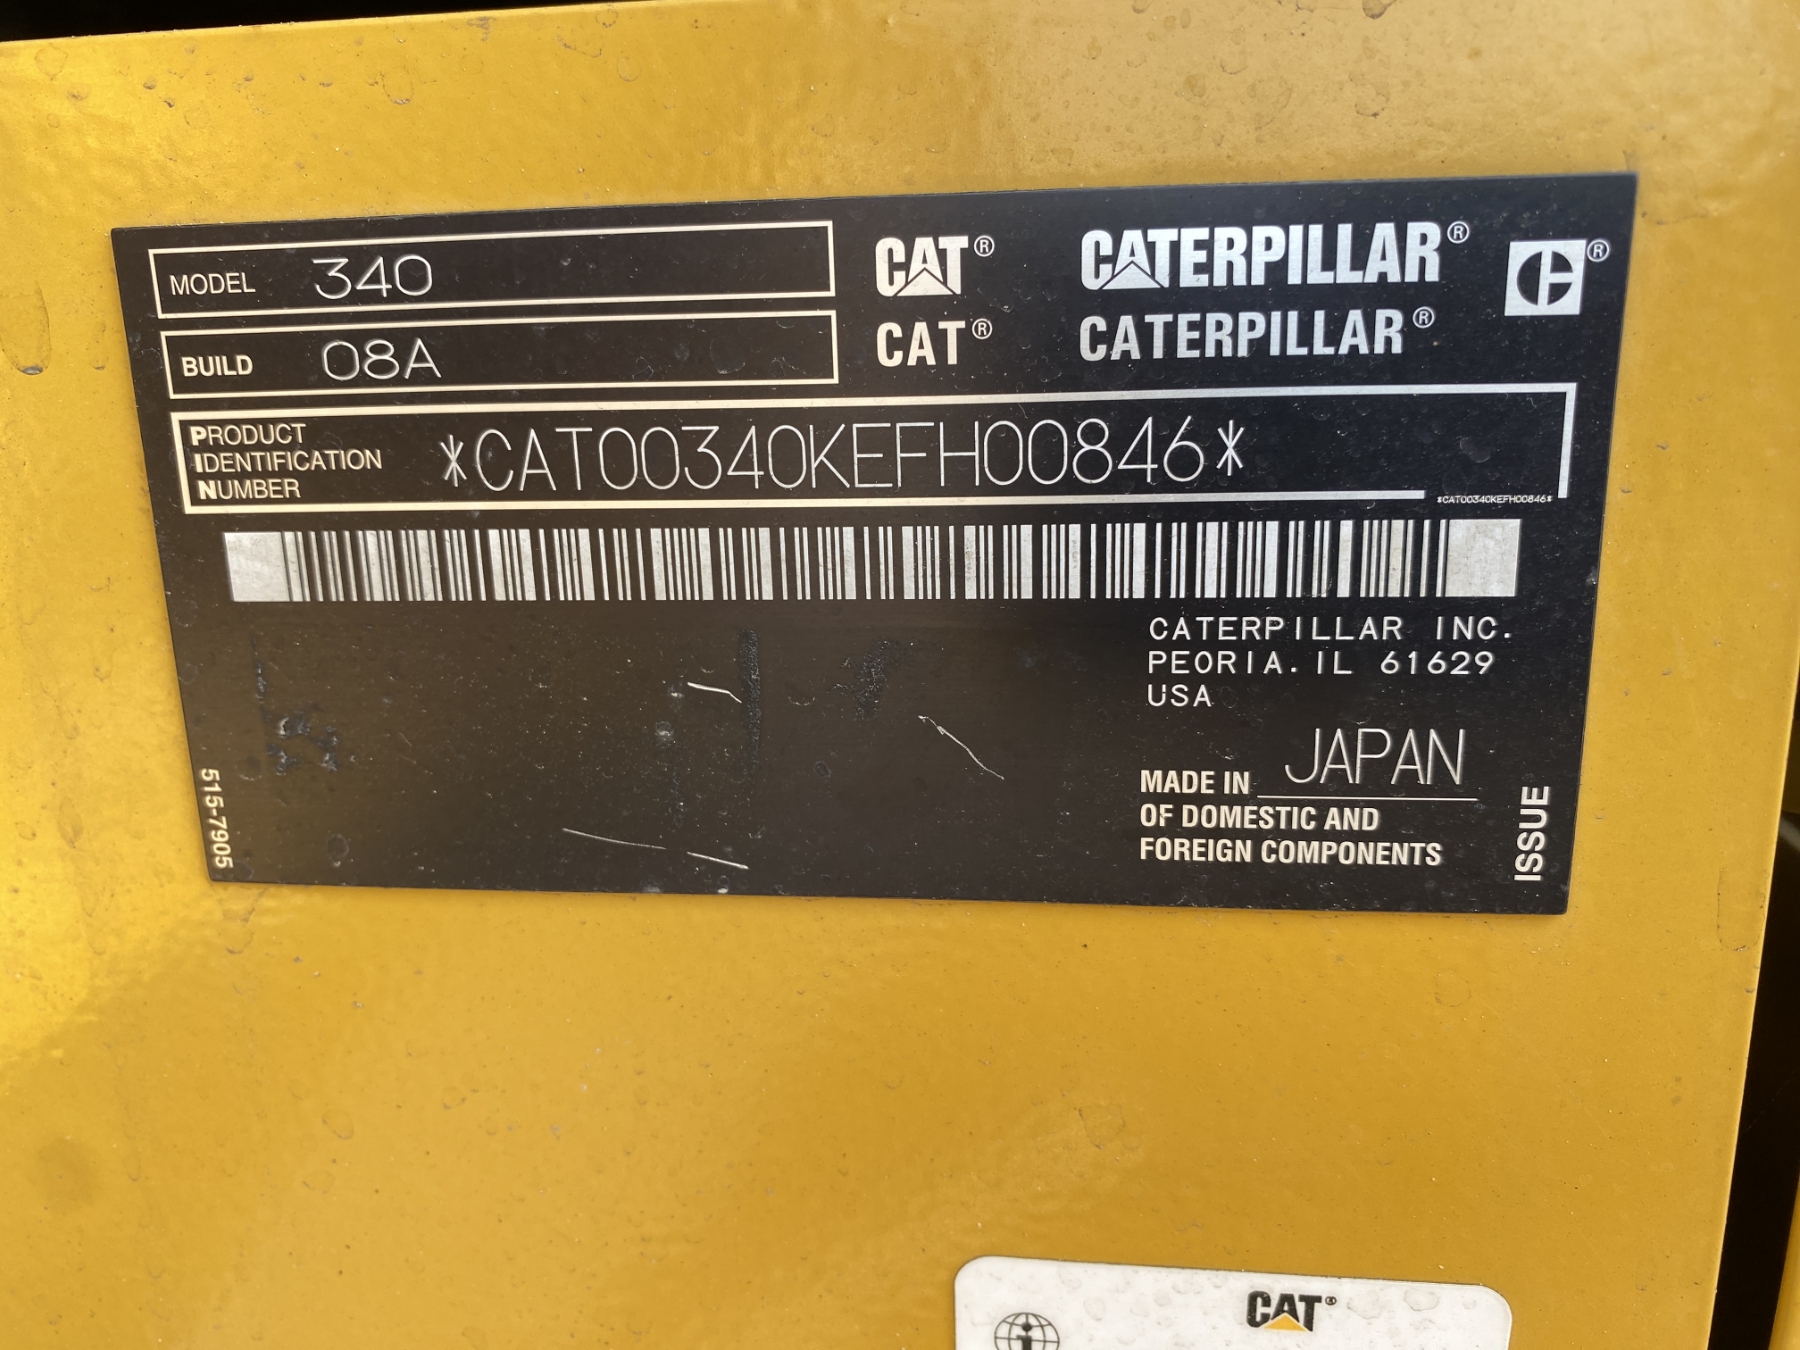 MODEL 340
BUILD 08A
CAT® CATERPILLAR® C®
CAT® CATERPILLAR®
PRODUCT
IDENTIFICATION
NUMBER
*CAT00340KEFH00846*
*CAT00340KEFH00846*
CATERPILLAR INC.
PEORIA. IL 61629
USA
MADE IN JAPAN
OF DOMESTIC AND
FOREIGN COMPONENTS
ISSUE
515-7905
CAT®
i